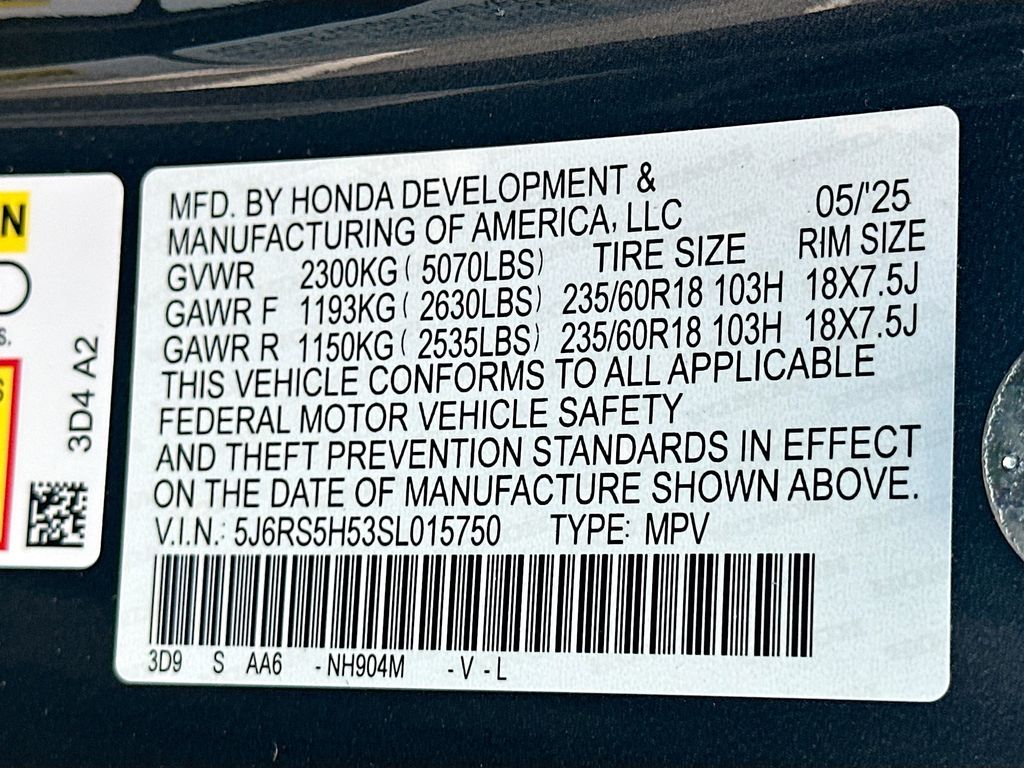 MFD. BY HONDA DEVELOPMENT &
MANUFACTURING OF AMERICA, LLC 05/'25
GVWR 2300KG ( 5070LBS) TIRE SIZE RIM SIZE
GAWR F 1193KG ( 2630LBS) 235/60R18 103H 18X7.5J
GAWR R 1150KG ( 2535LBS) 235/60R18 103H 18X7.5J
THIS VEHICLE CONFORMS TO ALL APPLICABLE
FEDERAL MOTOR VEHICLE SAFETY
AND THEFT PREVENTION STANDARDS IN EFFECT
ON THE DATE OF MANUFACTURE SHOWN ABOVE.
V.I.N.: 5J6RS5H53SL015750 TYPE: MPV
3D9 S AA6 -NH904M -V -L
3D4 A2